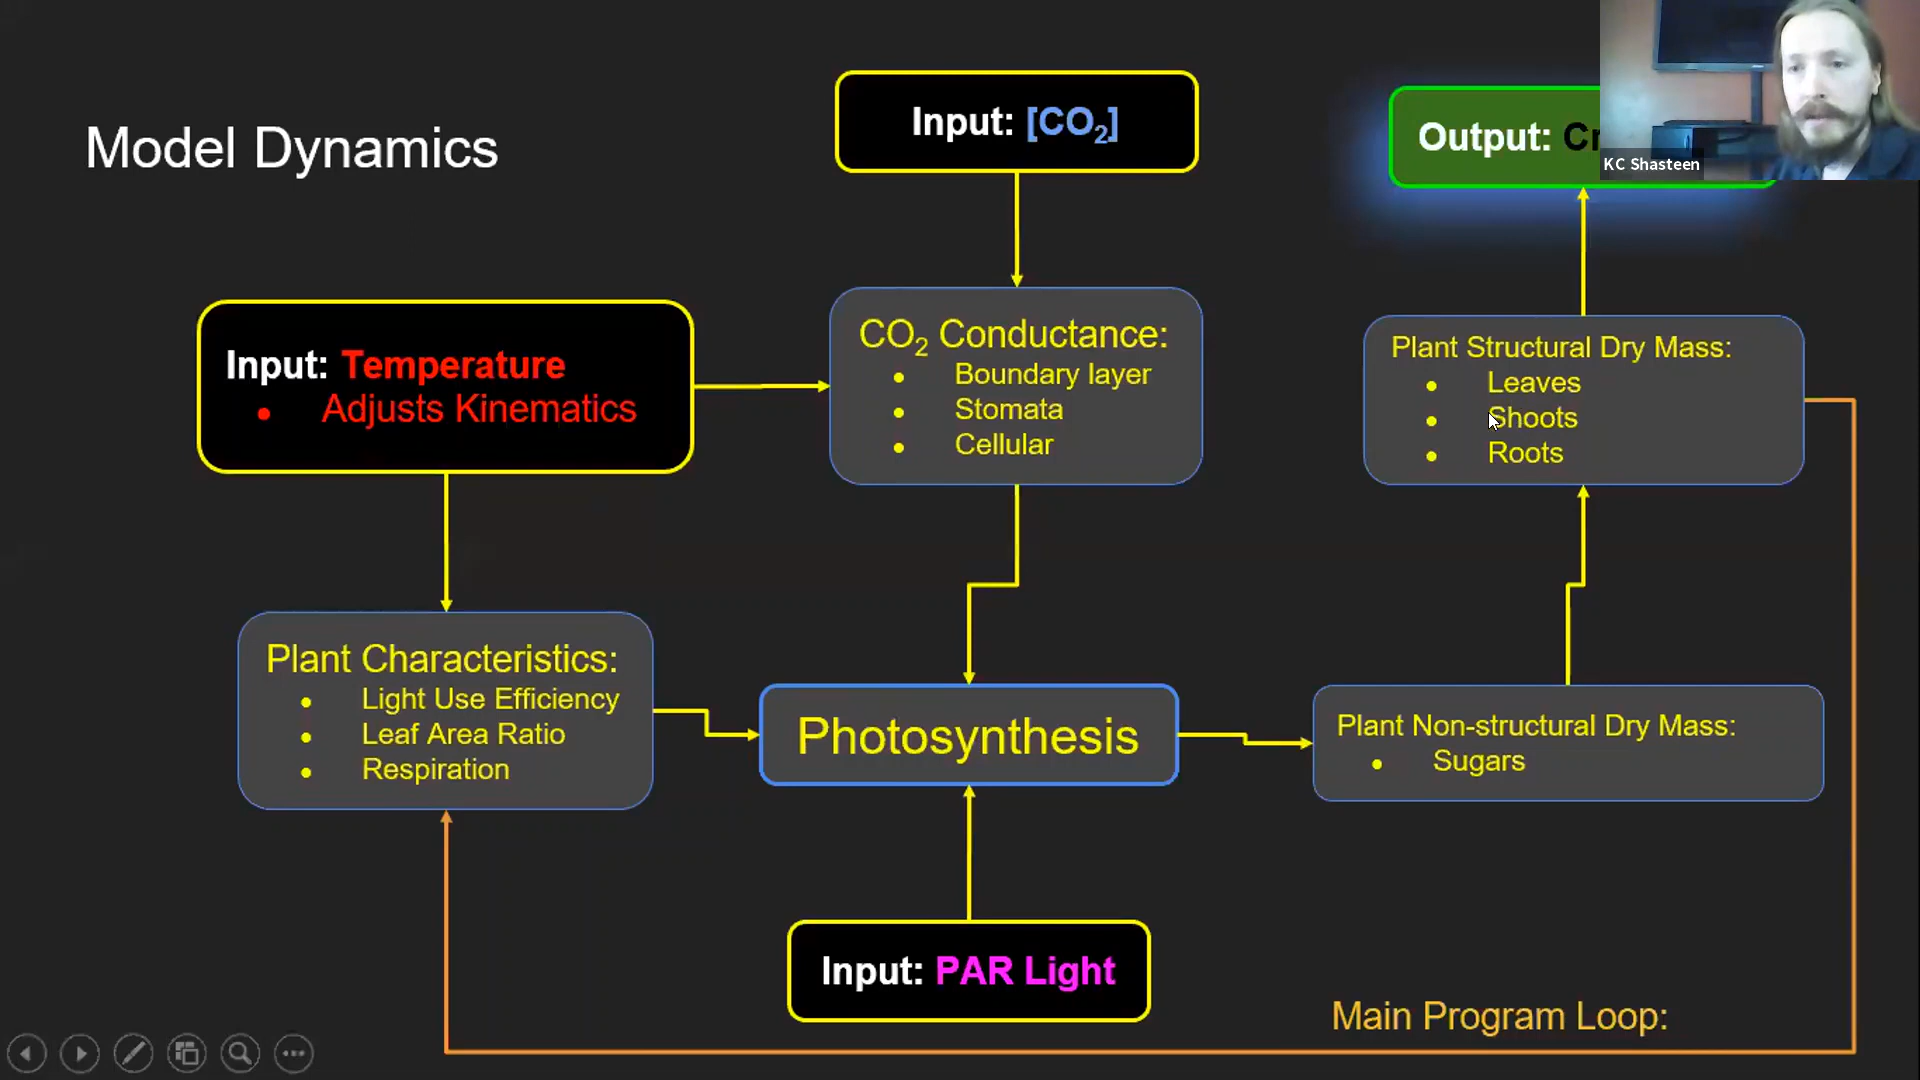 Model Dynamics
Input: [CO₂]
Output:
KC Shasteen
Input: Temperature
• Adjusts Kinematics
CO₂ Conductance:
• Boundary layer
• Stomata
• Cellular
Plant Structural Dry Mass:
• Leaves
• Shoots
• Roots
Plant Characteristics:
• Light Use Efficiency
• Leaf Area Ratio
• Respiration
Photosynthesis
Plant Non-structural Dry Mass:
• Sugars
Input: PAR Light
Main Program Loop: